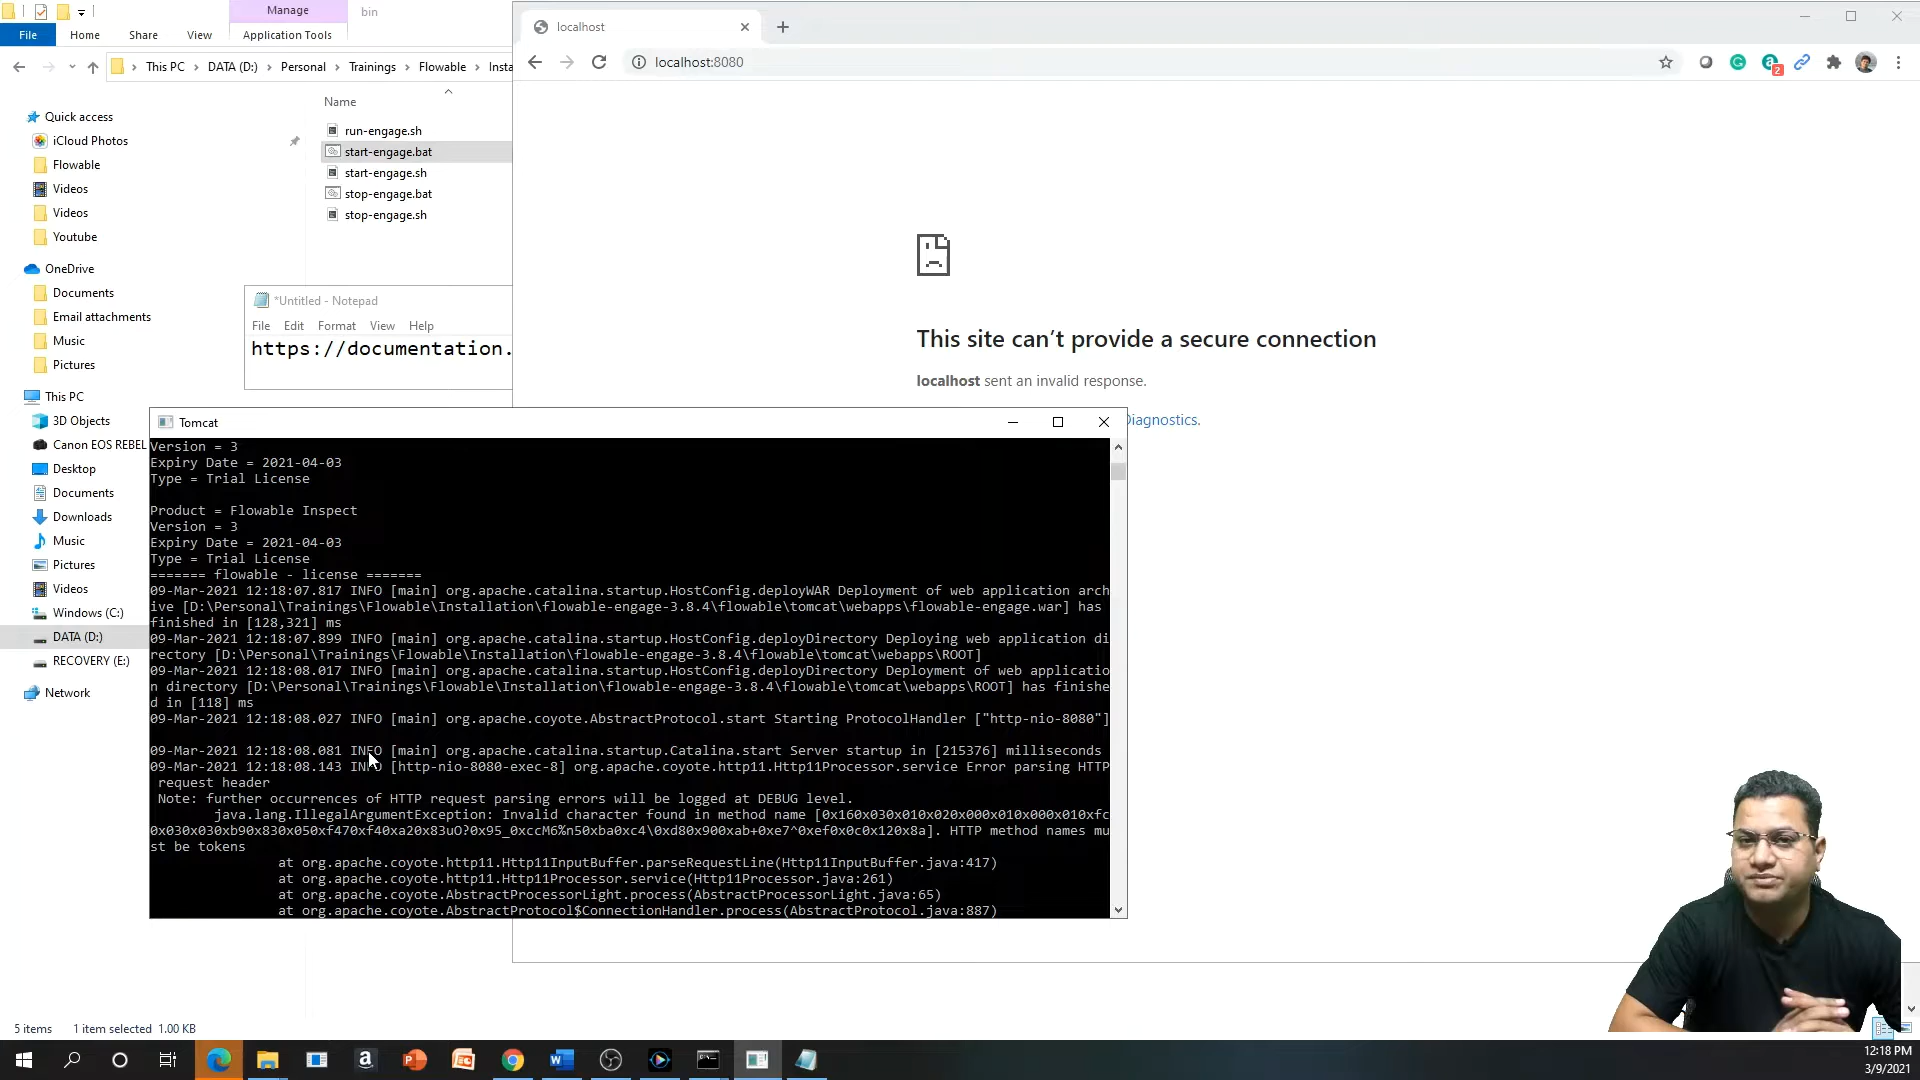 Manage
bin
File
Home
Share
View
Application Tools
This PC
DATA (D:)
Personal
Trainings
Flowable
Insta
Quick access
iCloud Photos
Flowable
Videos
Videos
Youtube
OneDrive
Documents
Email attachments
Music
Pictures
This PC
3D Objects
Canon EOS REBEL
Desktop
Documents
Downloads
Music
Pictures
Videos
Windows (C:)
DATA (D:)
RECOVERY (E:)
Network
Name
run-engage.sh
start-engage.bat
start-engage.sh
stop-engage.bat
stop-engage.sh
*Untitled - Notepad
File Edit Format View Help
https://documentation.
localhost
localhost:8080
2
This site can’t provide a secure connection
localhost sent an invalid response.
Diagnostics.
Tomcat
Version = 3
Expiry Date = 2021-04-03
Type = Trial License
Product = Flowable Inspect
Version = 3
Expiry Date = 2021-04-03
Type = Trial License
======= flowable - license =======
09-Mar-2021 12:18:07.817 INFO [main] org.apache.catalina.startup.HostConfig.deployWAR Deployment of web application arch
ive [D:\Personal\Trainings\Flowable\Installation\flowable-engage-3.8.4\flowable\tomcat\webapps\flowable-engage.war] has
finished in [128,321] ms
09-Mar-2021 12:18:07.899 INFO [main] org.apache.catalina.startup.HostConfig.deployDirectory Deploying web application di
rectory [D:\Personal\Trainings\Flowable\Installation\flowable-engage-3.8.4\flowable\tomcat\webapps\ROOT]
09-Mar-2021 12:18:08.017 INFO [main] org.apache.catalina.startup.HostConfig.deployDirectory Deployment of web applicatio
n directory [D:\Personal\Trainings\Flowable\Installation\flowable-engage-3.8.4\flowable\tomcat\webapps\ROOT] has finishe
d in [118] ms
09-Mar-2021 12:18:08.027 INFO [main] org.apache.coyote.AbstractProtocol.start Starting ProtocolHandler ["http-nio-8080"]
09-Mar-2021 12:18:08.081 INFO [main] org.apache.catalina.startup.Catalina.start Server startup in [215376] milliseconds
09-Mar-2021 12:18:08.143 INFO [http-nio-8080-exec-8] org.apache.coyote.http11.Http11Processor.service Error parsing HTTP
request header
Note: further occurrences of HTTP request parsing errors will be logged at DEBUG level.
java.lang.IllegalArgumentException: Invalid character found in method name [0x160x030x010x020x000x010x000x010xfc
0x030x030xb90x830x050xf470xf40xa20x83uO?0x95_0xccM6%n50xba0xc4\0xd80x900xab+0xe7^0xef0x0c0x120x8a]. HTTP method names mu
st be tokens
at org.apache.coyote.http11.Http11InputBuffer.parseRequestLine(Http11InputBuffer.java:417)
at org.apache.coyote.http11.Http11Processor.service(Http11Processor.java:261)
at org.apache.coyote.AbstractProcessorLight.process(AbstractProcessorLight.java:65)
at org.apache.coyote.AbstractProtocol$ConnectionHandler.process(AbstractProtocol.java:887)
5 items 1 item selected 1.00 KB
12:18 PM
3/9/2021